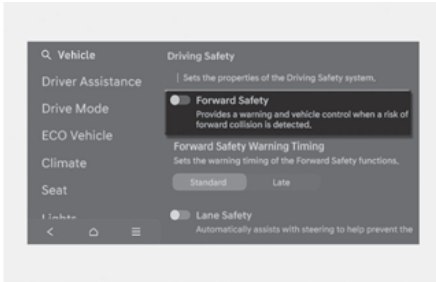 Vehicle
Driver Assistance
Drive Mode
ECO Vehicle
Climate
Seat
Lights
Driving Safety
Sets the properties of the Driving Safety system.
Forward Safety
Provides a warning and vehicle control when a risk of
forward collision is detected.
Forward Safety Warning Timing
Sets the warning timing of the Forward Safety functions.
Standard
Late
Lane Safety
Automatically assists with steering to help prevent the